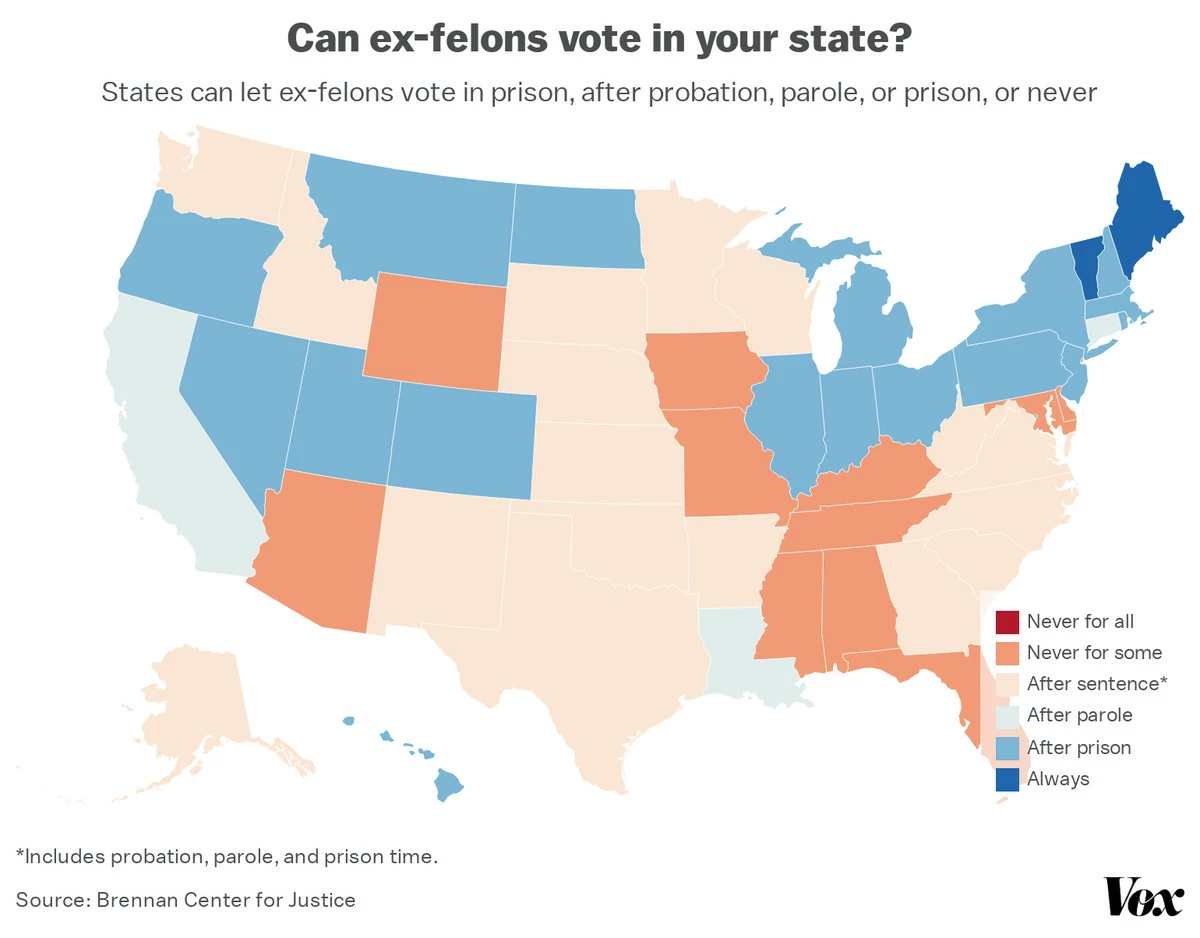 Can ex-felons vote in your state?
States can let ex-felons vote in prison, after probation, parole, or prison, or never
Never for all
Never for some
After sentence*
After parole
After prison
Always
*Includes probation, parole, and prison time.
Source: Brennan Center for Justice
Vox